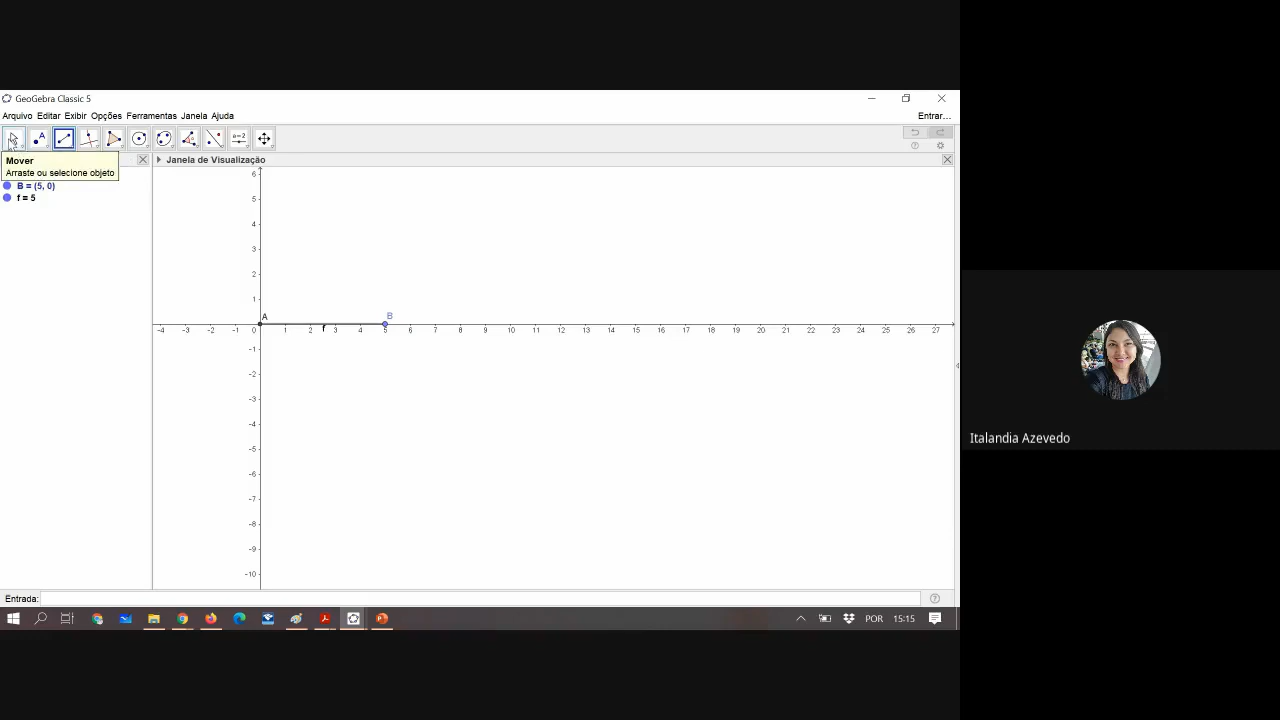 GeoGebra Classic 5
Arquivo Editar Exibir Opções Ferramentas Janela Ajuda
Entrar...
A
a=2
Mover
Arraste ou selecione objeto
Janela de Visualização
B = (5, 0)
f = 5
6
5
4
3
2
1
A
B
f
-4 -3 -2 -1 0 1 2 3 4 5 6 7 8 9 10 11 12 13 14 15 16 17 18 19 20 21 22 23 24 25 26 27
-1
-2
-3
-4
-5
-6
-7
-8
-9
-10
Italandia Azevedo
Entrada:
POR
15:15